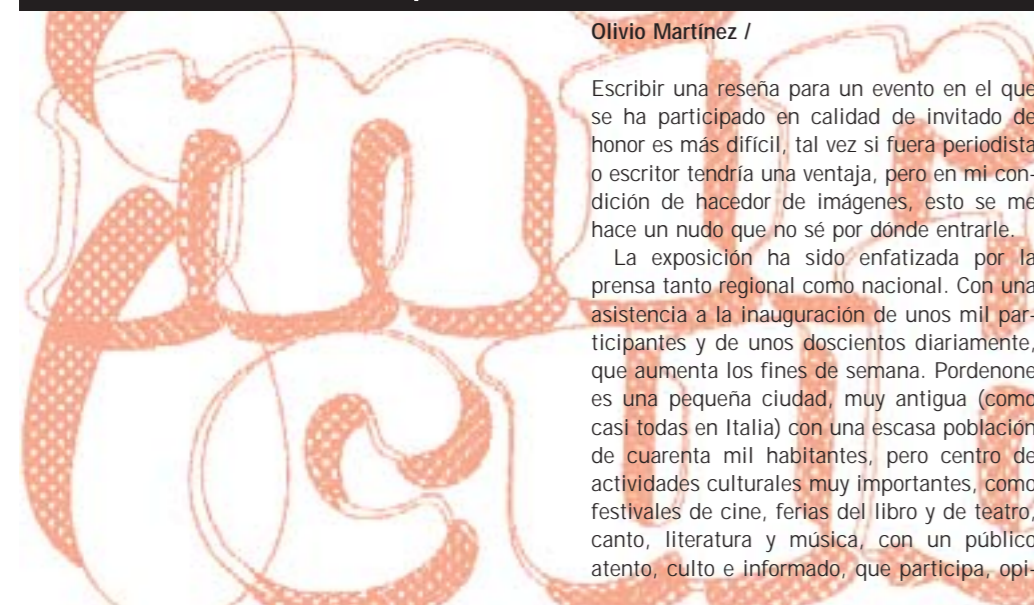 Olivio Martínez /
Escribir una reseña para un evento en el que
se ha participado en calidad de invitado de
honor es más difícil, tal vez si fuera periodista
o escritor tendría una ventaja, pero en mi con-
dición de hacedor de imágenes, esto se me
hace un nudo que no sé por dónde entrarle.
La exposición ha sido enfatizada por la
prensa tanto regional como nacional. Con una
asistencia a la inauguración de unos mil par-
ticipantes y de unos doscientos diariamente,
que aumenta los fines de semana. Pordenone
es una pequeña ciudad, muy antigua (como
casi todas en Italia) con una escasa población
de cuarenta mil habitantes, pero centro de
actividades culturales muy importantes, como
festivales de cine, ferias del libro y de teatro,
canto, literatura y música, con un público
atento, culto e informado, que participa, opi-